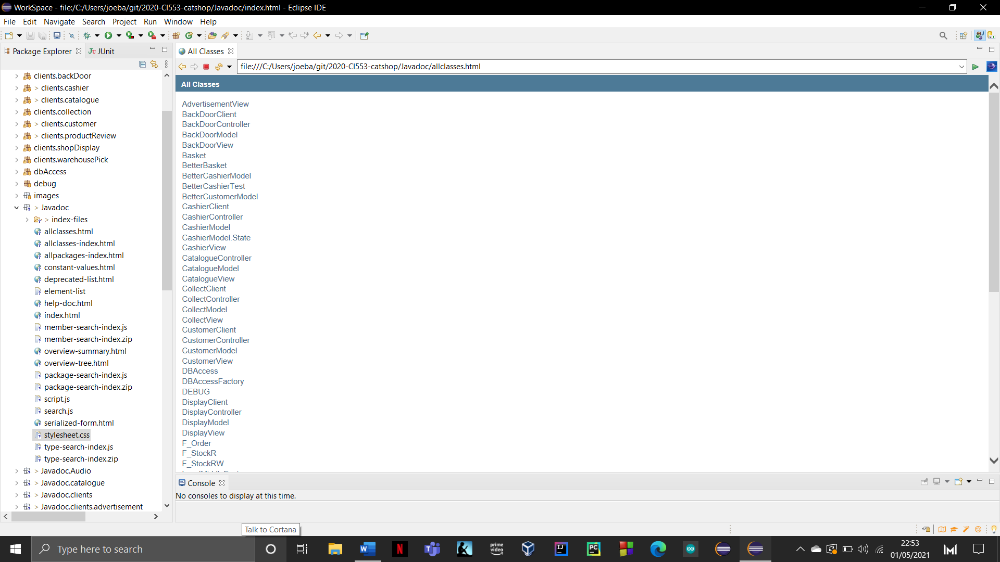 WorkSpace - file:/C:/Users/joeba/git/2020-CI553-catshop/Javadoc/index.html - Eclipse IDE
File Edit Navigate Search Project Run Window Help
Package Explorer
JUnit
clients.backDoor
> clients.cashier
> clients.catalogue
clients.collection
> clients.customer
> clients.productReview
clients.shopDisplay
clients.warehousePick
dbAccess
debug
images
> Javadoc
> index-files
allclasses.html
allclasses-index.html
allpackages-index.html
constant-values.html
deprecated-list.html
element-list
help-doc.html
index.html
member-search-index.js
member-search-index.zip
overview-summary.html
overview-tree.html
package-search-index.js
package-search-index.zip
script.js
search.js
serialized-form.html
stylesheet.css
type-search-index.js
type-search-index.zip
> Javadoc.Audio
> Javadoc.catalogue
> Javadoc.clients
> Javadoc.clients.advertisement
All Classes
file:///C:/Users/joeba/git/2020-CI553-catshop/Javadoc/allclasses.html
All Classes
AdvertisementView
BackDoorClient
BackDoorController
BackDoorModel
BackDoorView
Basket
BetterBasket
BetterCashierModel
BetterCashierTest
BetterCustomerModel
CashierClient
CashierController
CashierModel
CashierModel.State
CashierView
CatalogueController
CatalogueModel
CatalogueView
CollectClient
CollectController
CollectModel
CollectView
CustomerClient
CustomerController
CustomerModel
CustomerView
DBAccess
DBAccessFactory
DEBUG
DisplayClient
DisplayController
DisplayModel
DisplayView
F_Order
F_StockR
F_StockRW
Console
No consoles to display at this time.
Talk to Cortana
Type here to search
prime video
22:53
01/05/2021